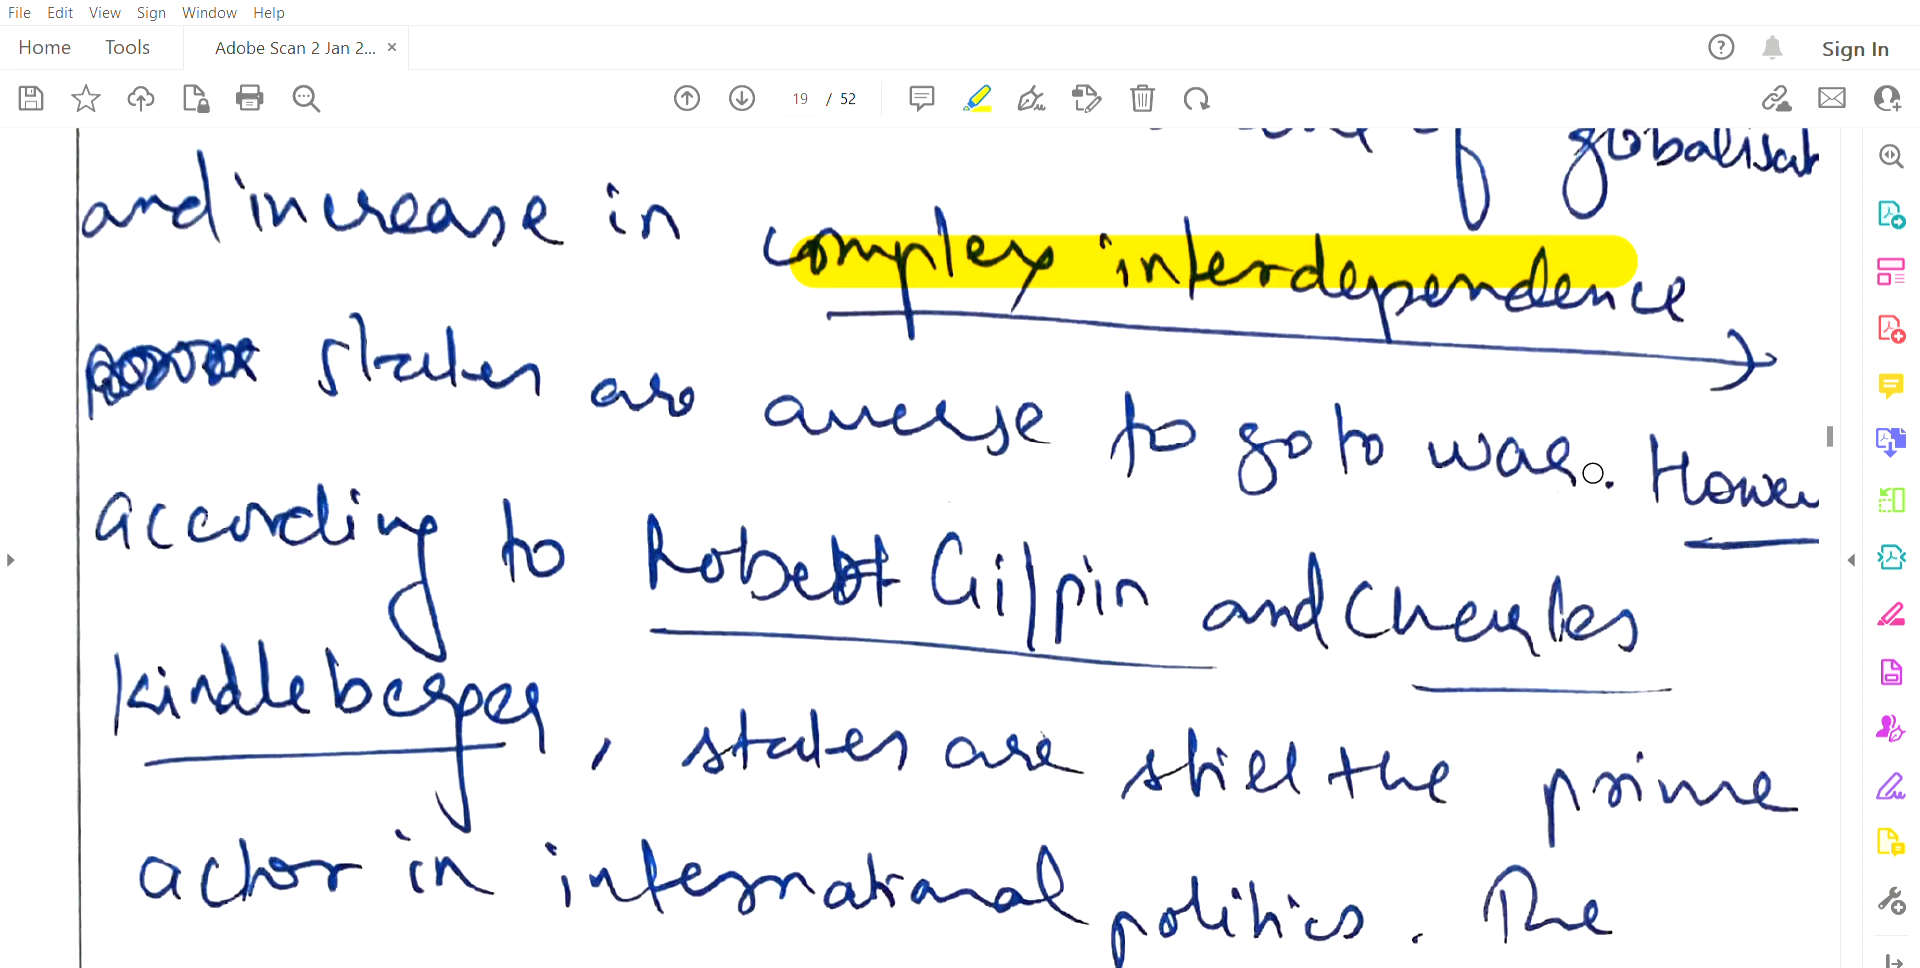 File Edit View Sign Window Help
Home Tools Adobe Scan 2 Jan 2... × Sign In
19 / 52
of globalisat
and increase in complex interdependence
states are averse to go to war. Howev
according to Robert Gilpin and Charles
Kindleberger, states are still the prime
actor in international politics. The